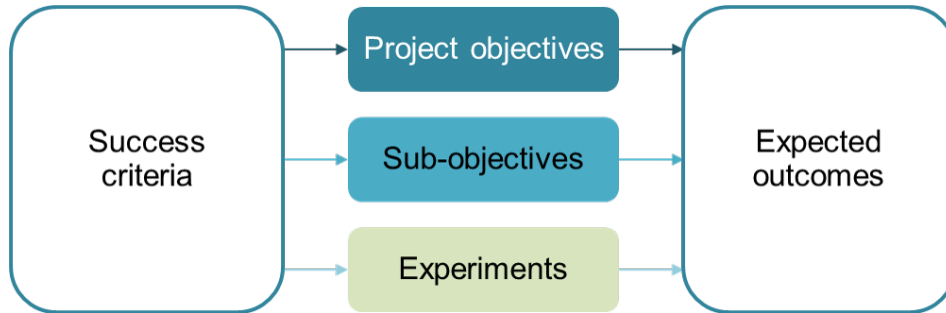 Success
criteria
Project objectives
Sub-objectives
Experiments
Expected
outcomes